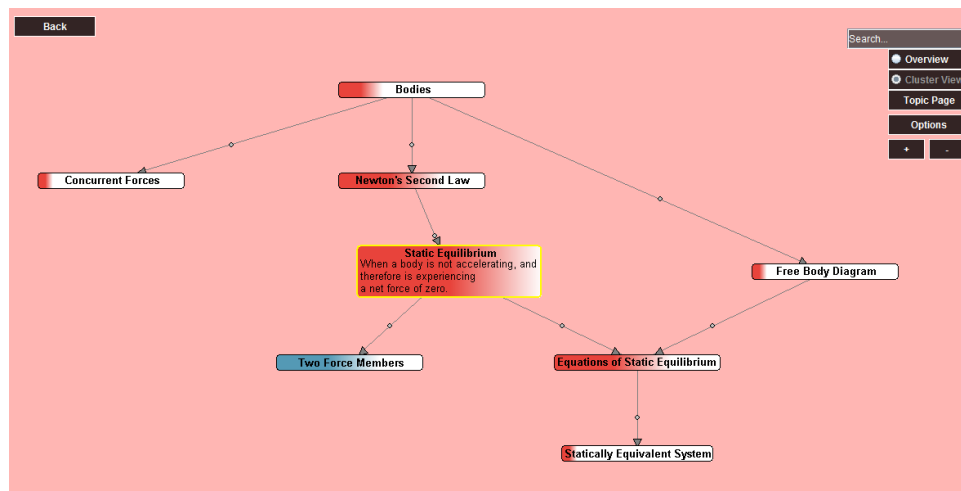 Back
Search...
Overview
Cluster View
Topic Page
Options
+
-
Bodies
Concurrent Forces
Newton's Second Law
Static Equilibrium
When a body is not accelerating, and
therefore is experiencing
a net force of zero.
Free Body Diagram
Two Force Members
Equations of Static Equilibrium
Statically Equivalent System